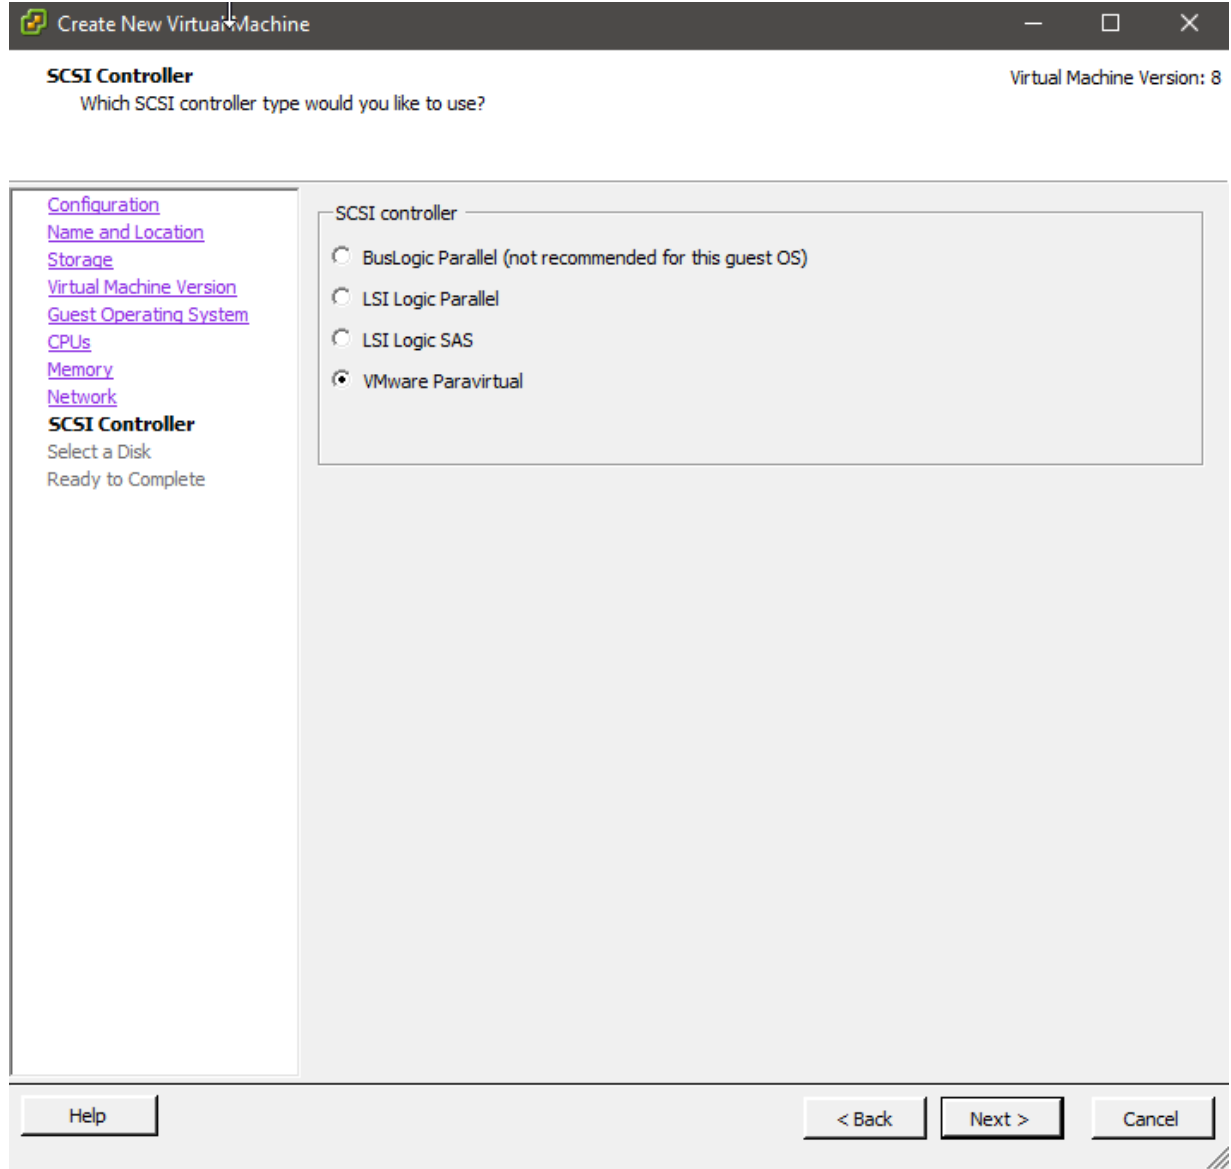 Create New Virtual Machine
SCSI Controller
Which SCSI controller type would you like to use?
Virtual Machine Version: 8
Configuration
Name and Location
Storage
Virtual Machine Version
Guest Operating System
CPUs
Memory
Network
SCSI Controller
Select a Disk
Ready to Complete
SCSI controller
BusLogic Parallel (not recommended for this guest OS)
LSI Logic Parallel
LSI Logic SAS
VMware Paravirtual
Help
< Back
Next >
Cancel